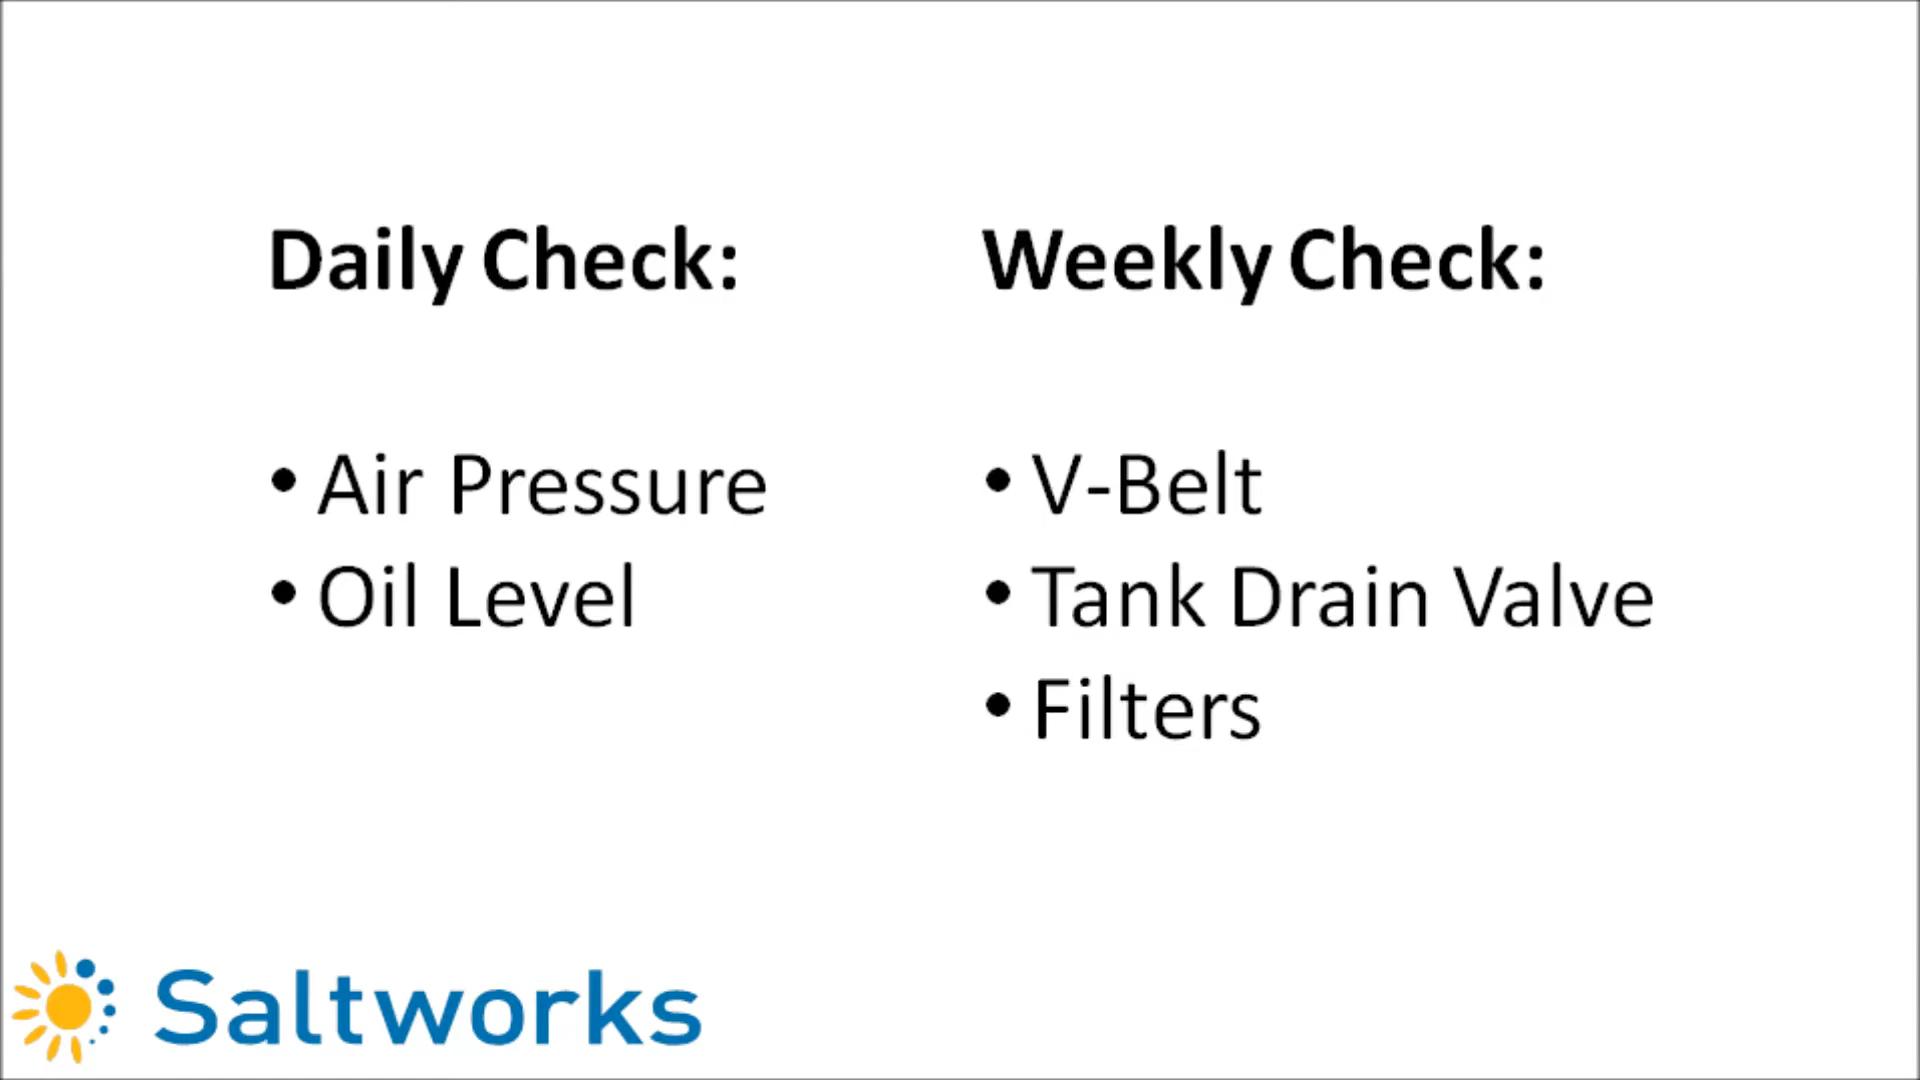 Daily Check:
• Air Pressure
• Oil Level
Weekly Check:
• V-Belt
• Tank Drain Valve
• Filters
Saltworks